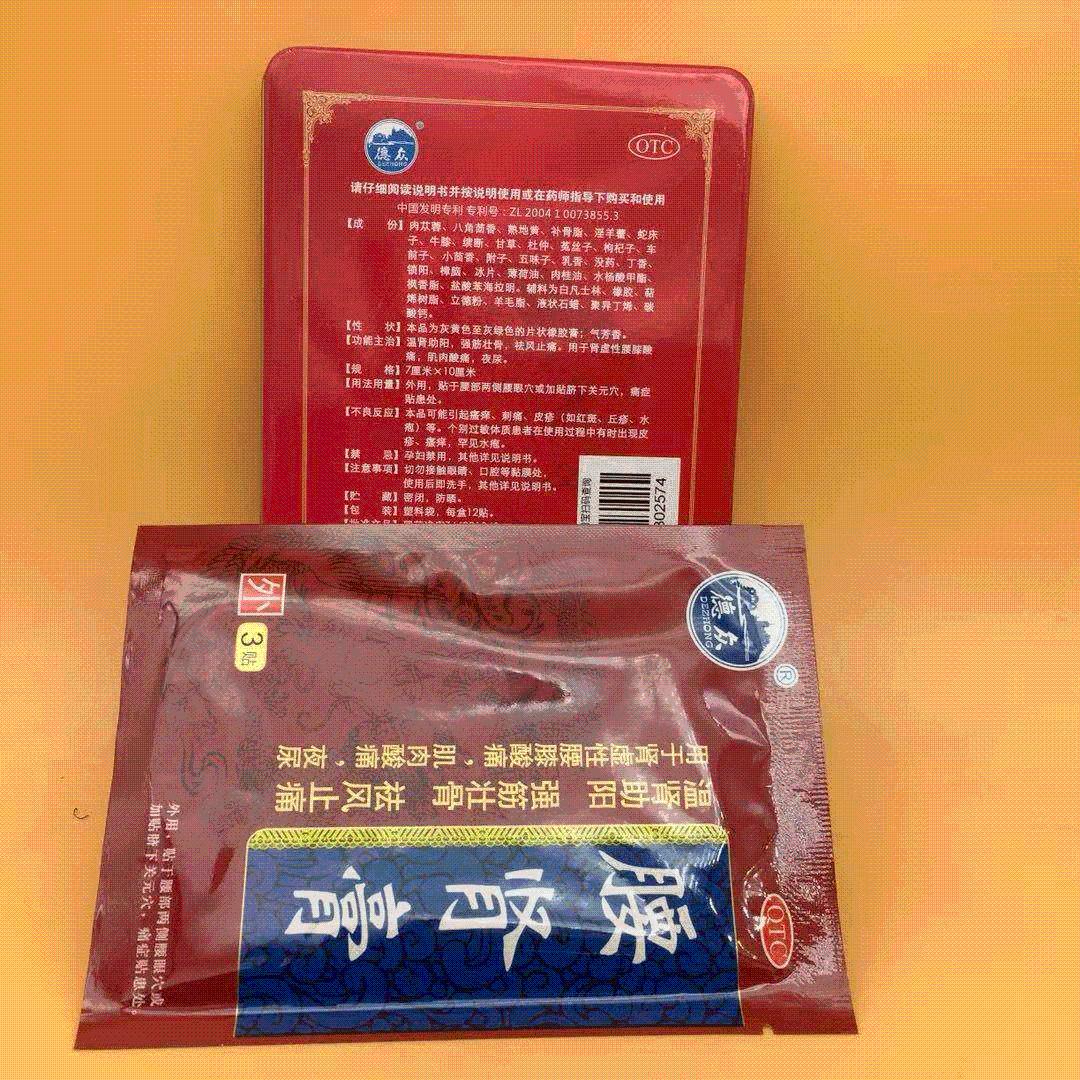 德众
DEZHONG
OTC
请仔细阅读说明书并按说明使用或在药师指导下购买和使用
中国发明专利 专利号：ZL 2004 1 0073855.3
【成 份】肉苁蓉、八角茴香、熟地黄、补骨脂、淫羊藿、蛇床
子、牛膝、续断、甘草、杜仲、菟丝子、枸杞子、车
前子、小茴香、附子、五味子、乳香、没药、丁香、
锁阳、樟脑、冰片、薄荷油、肉桂油、水杨酸甲酯、
枫香脂、盐酸苯海拉明。辅料为白凡士林、橡胶、萜
烯树脂、立德粉、羊毛脂、液状石蜡、聚异丁烯、碳
酸钙。
【性 状】本品为灰黄色至灰绿色的片状橡胶膏；气芳香。
【功能主治】温肾助阳，强筋壮骨，祛风止痛。用于肾虚性腰膝酸
痛，肌肉酸痛，夜尿。
【规 格】7厘米×10厘米
【用法用量】外用，贴于腰部两侧腰眼穴或加贴脐下关元穴，痛症
贴患处。
【不良反应】本品可能引起瘙痒、刺痛、皮疹（如红斑、丘疹、水
疱）等。个别过敏体质患者在使用过程中有时出现皮
疹、瘙痒，罕见水疱。
【禁 忌】孕妇禁用，其他详见说明书。
【注意事项】切勿接触眼睛、口腔等黏膜处，
使用后即洗手，其他详见说明书。
【贮 藏】密闭，防晒。
【包 装】塑料袋，每盒12贴。
302574
外
3贴
德众
DEZHONG
®
用于肾虚性腰膝酸痛，肌肉酸痛，夜尿
温肾助阳 强筋壮骨 祛风止痛
腰肾膏
OTC
外用，贴于腰部两侧腰眼穴或
加贴脐下关元穴，痛症贴患处。